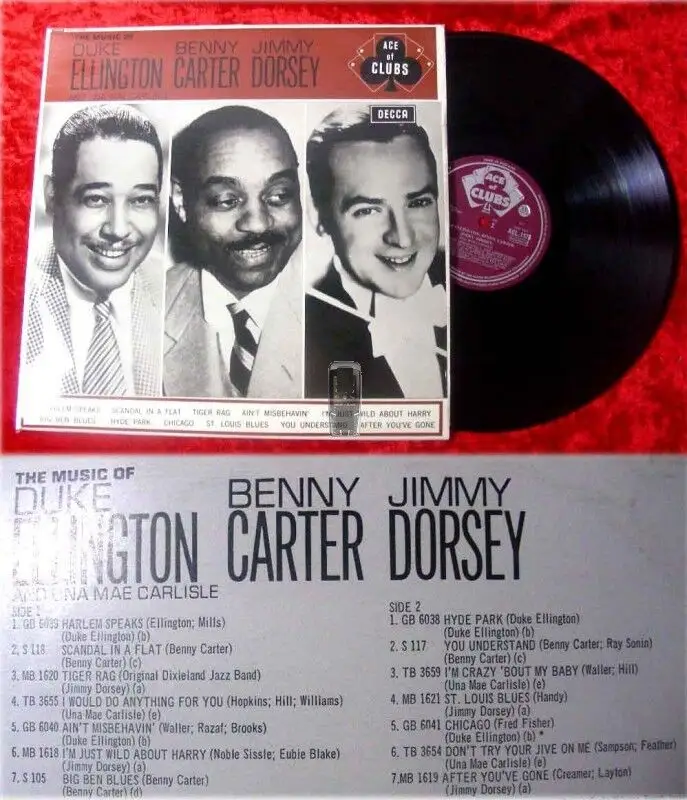 THE MUSIC OF
DUKE BENNY JIMMY
ELLINGTON CARTER DORSEY
AND UNA MAE CARLISLE
ACE
of
CLUBS
DECCA
HARLEM SPEAKS SCANDAL IN A FLAT TIGER RAG AIN'T MISBEHAVIN' I'M JUST WILD ABOUT HARRY
BIG BEN BLUES HYDE PARK CHICAGO ST. LOUIS BLUES YOU UNDERSTAND AFTER YOU'VE GONE
ACE
of
CLUBS
THE MUSIC OF
DUKE BENNY JIMMY
ELLINGTON CARTER DORSEY
AND UNA MAE CARLISLE
SIDE 1
1. GB 6039 HARLEM SPEAKS (Ellington; Mills)
(Duke Ellington) (b)
2. S 118 SCANDAL IN A FLAT (Benny Carter)
(Benny Carter) (c)
3. MB 1620 TIGER RAG (Original Dixieland Jazz Band)
(Jimmy Dorsey) (a)
4. TB 3655 I WOULD DO ANYTHING FOR YOU (Hopkins; Hill; Williams)
(Una Mae Carlisle) (e)
5. GB 6040 AIN'T MISBEHAVIN' (Waller; Razaf; Brooks)
(Duke Ellington) (b)
6. MB 1618 I'M JUST WILD ABOUT HARRY (Noble Sissle; Eubie Blake)
(Jimmy Dorsey) (a)
7. S 105 BIG BEN BLUES (Benny Carter)
(Benny Carter) (d)
SIDE 2
1. GB 6038 HYDE PARK (Duke Ellington)
(Duke Ellington) (b)
2. S 117 YOU UNDERSTAND (Benny Carter; Ray Sonin)
(Benny Carter) (c)
3. TB 3659 I'M CRAZY 'BOUT MY BABY (Waller; Hill)
(Una Mae Carlisle) (e)
4. MB 1621 ST. LOUIS BLUES (Handy)
(Jimmy Dorsey) (a)
5. GB 6041 CHICAGO (Fred Fisher)
(Duke Ellington) (b) *
6. TB 3654 DON'T TRY YOUR JIVE ON ME (Sampson; Feather)
(Una Mae Carlisle) (e)
7. MB 1619 AFTER YOU'VE GONE (Creamer; Layton)
(Jimmy Dorsey) (a)